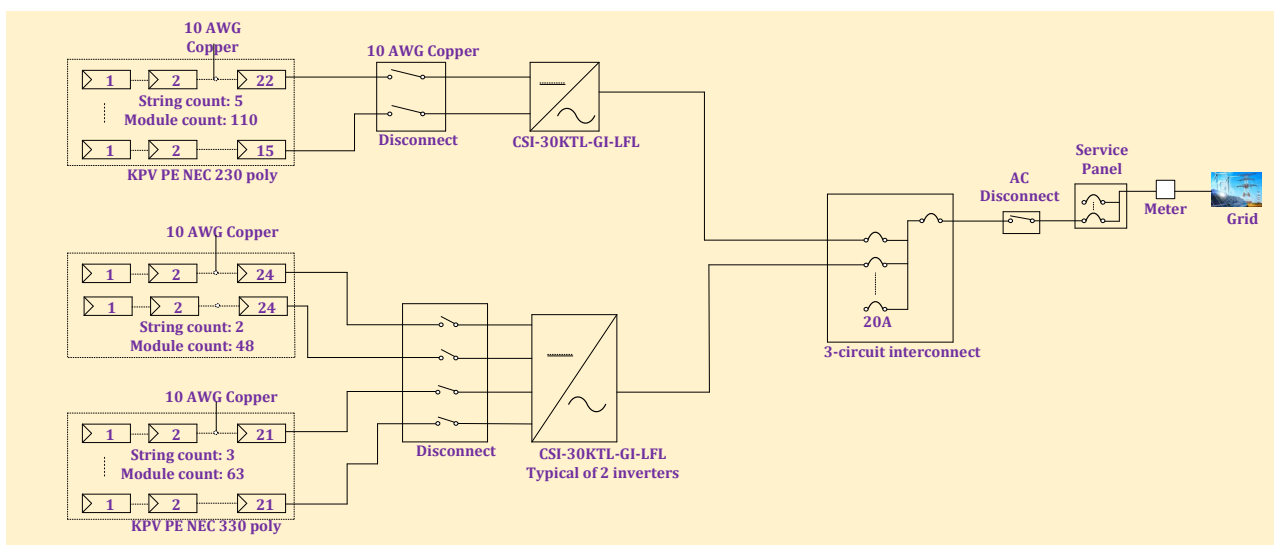 10 AWG
Copper
1 2 22
String count: 5
Module count: 110
1 2 15
KPV PE NEC 230 poly
10 AWG Copper
Disconnect
CSI-30KTL-GI-LFL
10 AWG Copper
1 2 24
1 2 24
String count: 2
Module count: 48
10 AWG Copper
1 2 21
String count: 3
Module count: 63
1 2 21
KPV PE NEC 330 poly
Disconnect
CSI-30KTL-GI-LFL
Typical of 2 inverters
20A
3-circuit interconnect
AC
Disconnect
Service
Panel
Meter
Grid